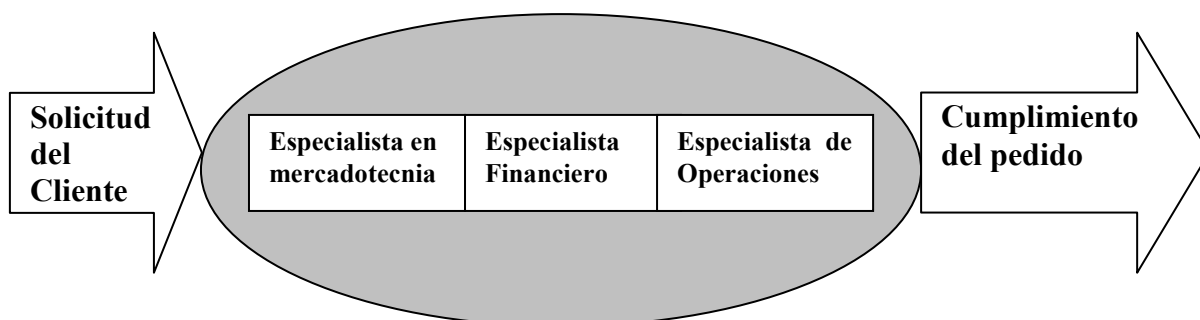 Solicitud
del
Cliente
Especialista en
mercadotecnia
Especialista
Financiero
Especialista de
Operaciones
Cumplimiento
del pedido